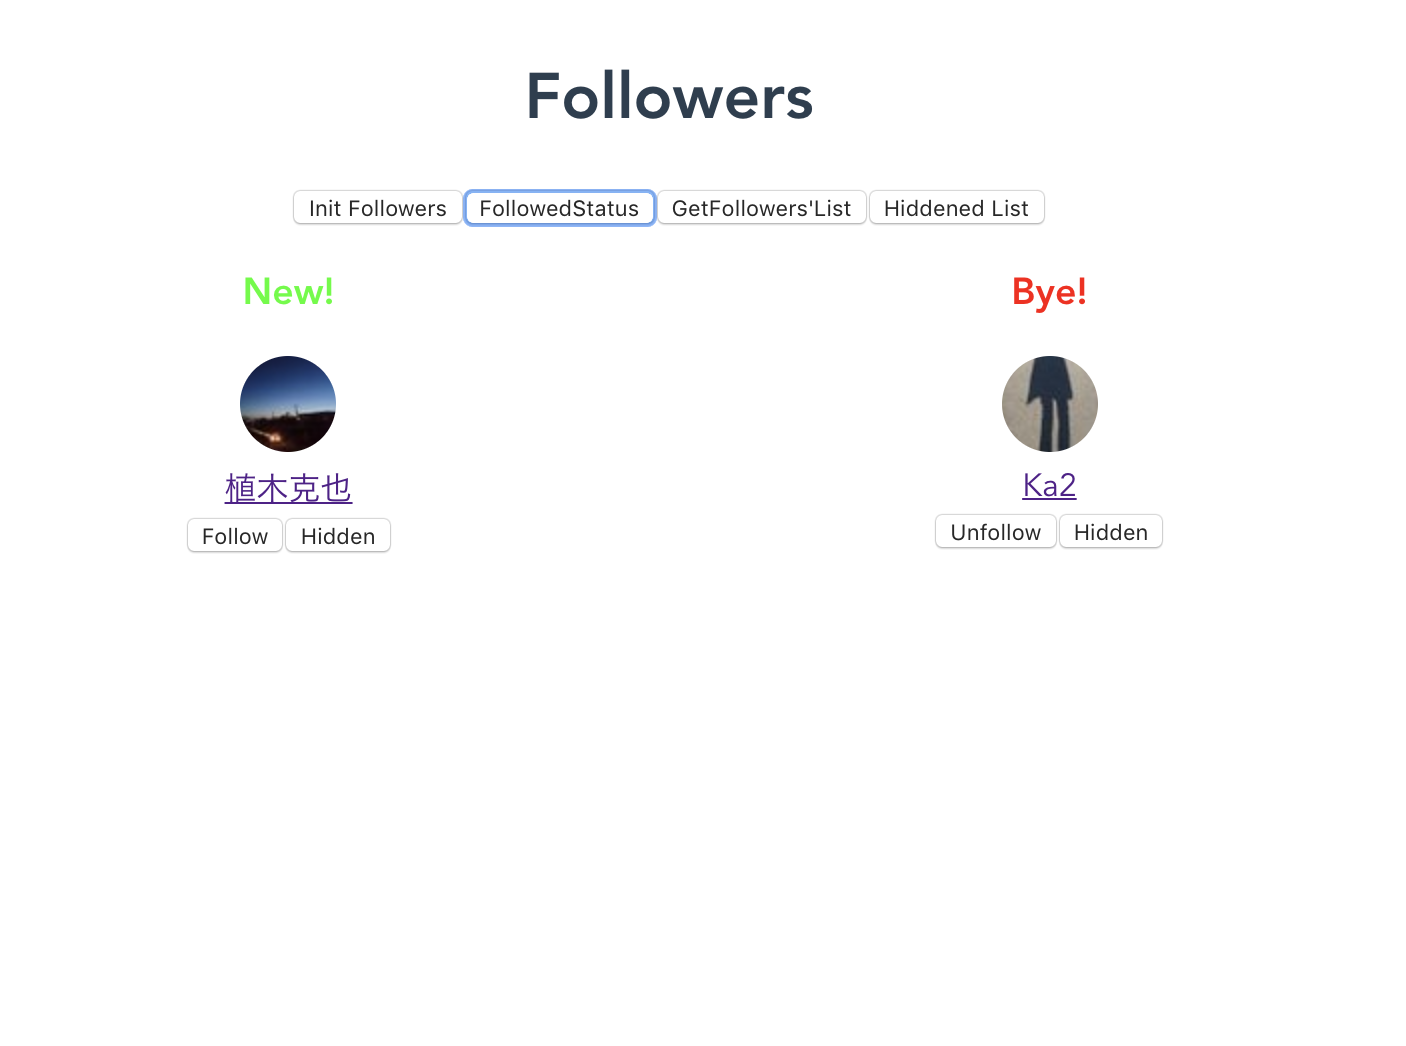 Followers
Init Followers FollowedStatus GetFollowers'List Hiddened List
New! Bye!
植木克也 Ka2
Follow Hidden Unfollow Hidden